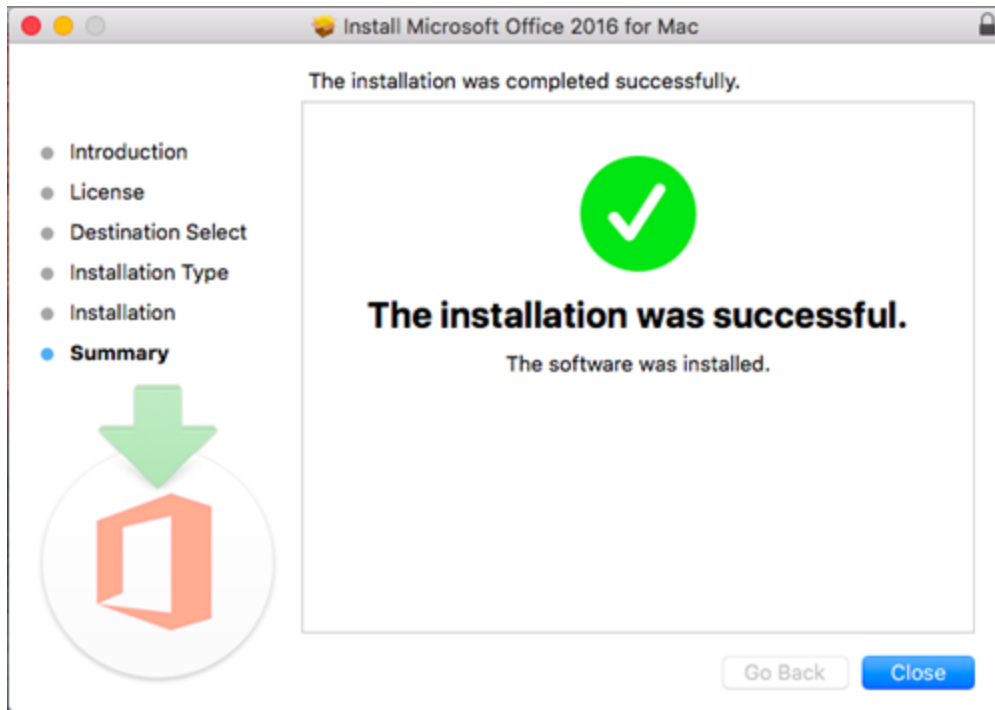 Install Microsoft Office 2016 for Mac
The installation was completed successfully.
Introduction
License
Destination Select
Installation Type
Installation
Summary
The installation was successful.
The software was installed.
Go Back
Close